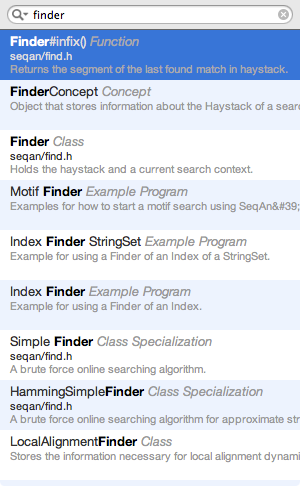 finder
Finder#infix() Function
seqan/find.h
Returns the segment of the last found match in haystack.
FinderConcept Concept
Object that stores information about the Haystack of a sear
Finder Class
seqan/find.h
Holds the haystack and a current search context.
Motif Finder Example Program
Examples for how to start a motif search using SeqAn&#39;
Index Finder StringSet Example Program
Example for using a Finder of an Index of a StringSet.
Index Finder Example Program
Example for using a Finder of an Index.
Simple Finder Class Specialization
seqan/find.h
A brute force online searching algorithm.
HammingSimpleFinder Class Specialization
seqan/find.h
A brute force online searching algorithm for approximate str
LocalAlignmentFinder Class
Stores the information necessary for local alignment dynami